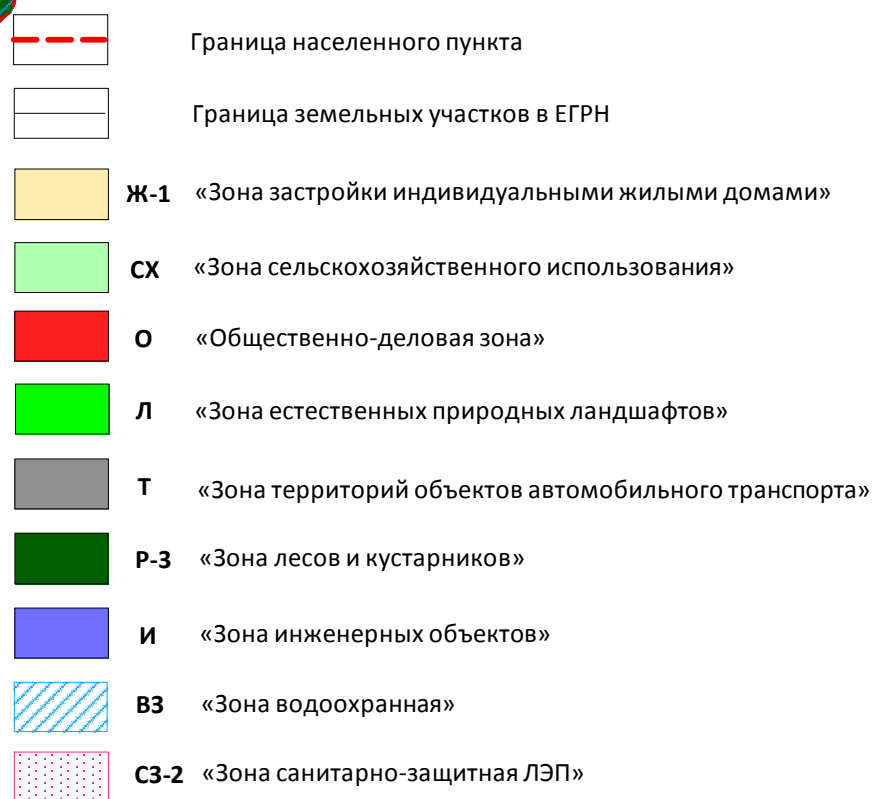 Граница населенного пункта
Граница земельных участков в ЕГРН
Ж-1 «Зона застройки индивидуальными жилыми домами»
СХ «Зона сельскохозяйственного использования»
О «Общественно-деловая зона»
Л «Зона естественных природных ландшафтов»
Т «Зона территорий объектов автомобильного транспорта»
Р-3 «Зона лесов и кустарников»
И «Зона инженерных объектов»
ВЗ «Зона водоохранная»
СЗ-2 «Зона санитарно-защитная ЛЭП»